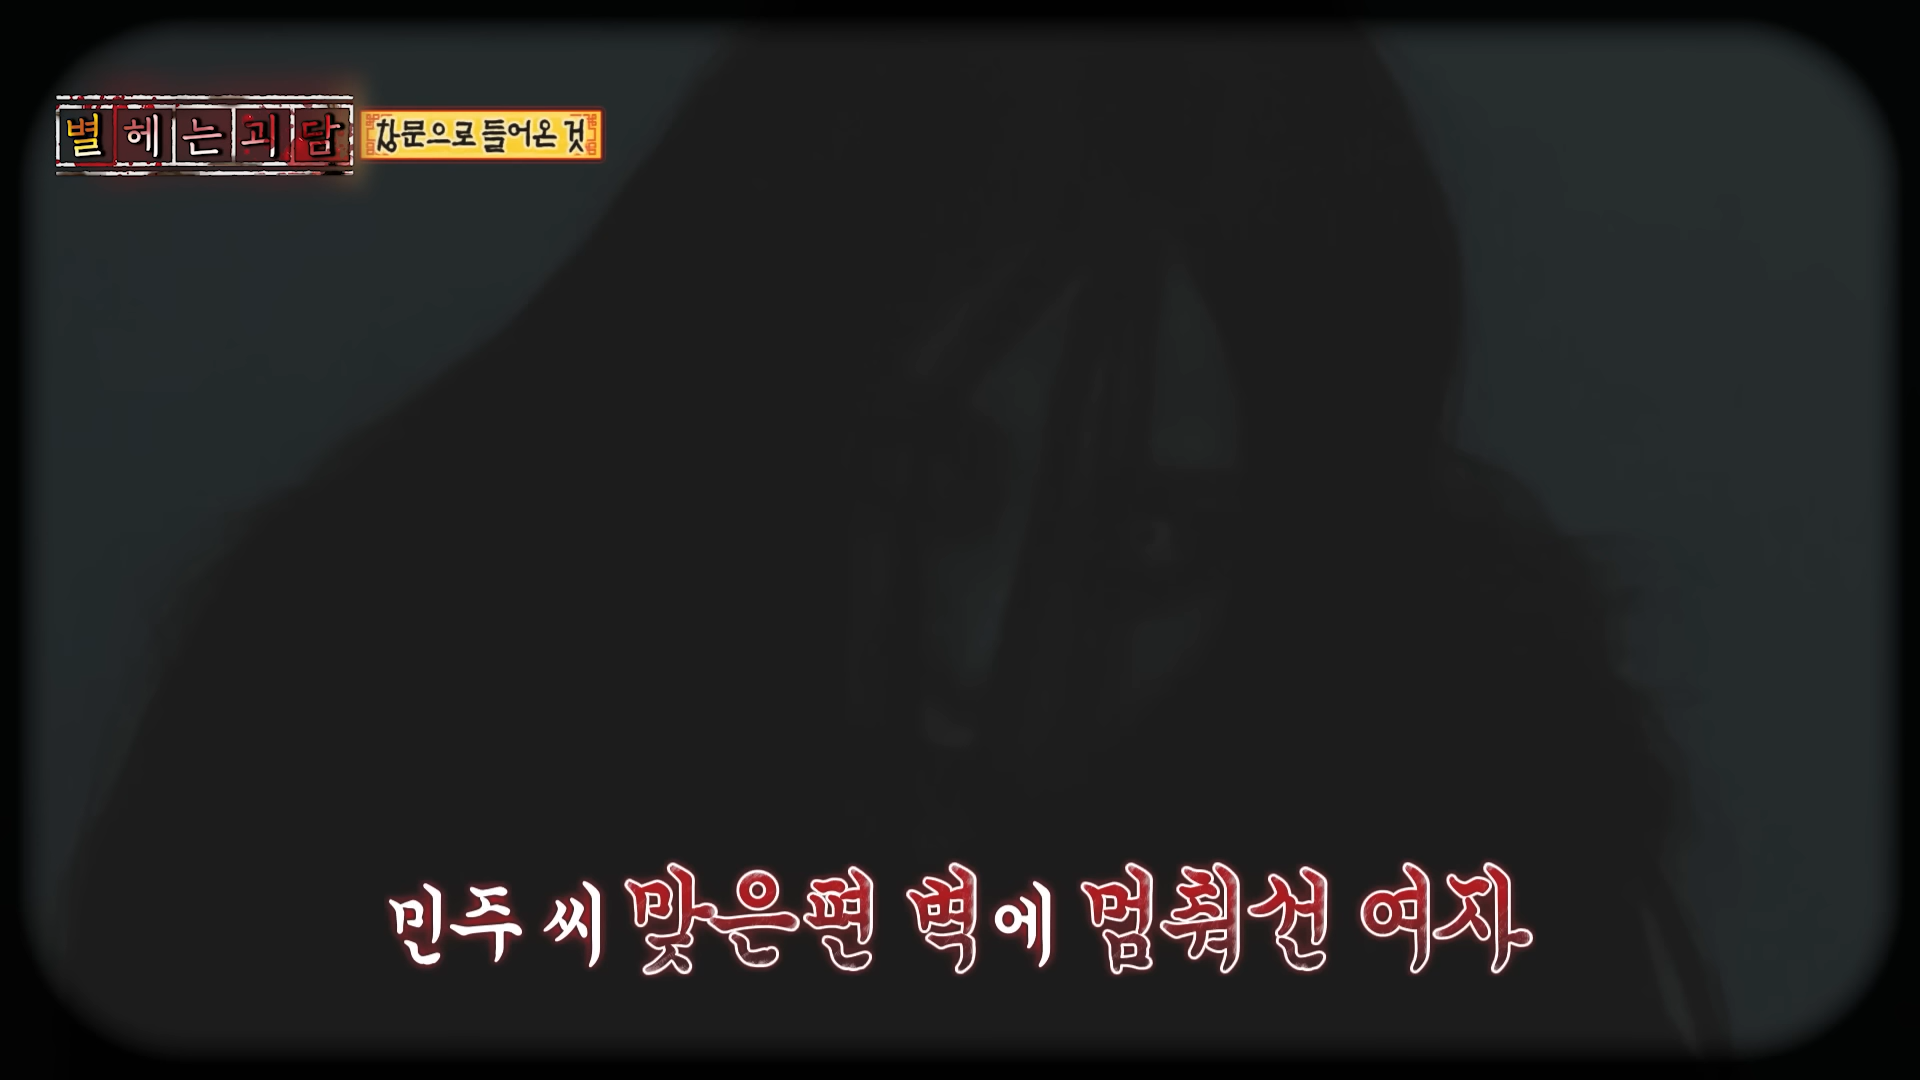 별 헤는 괴담
창문으로 들어온 것
민주 씨 맞은편 벽에 멈춰선 여자